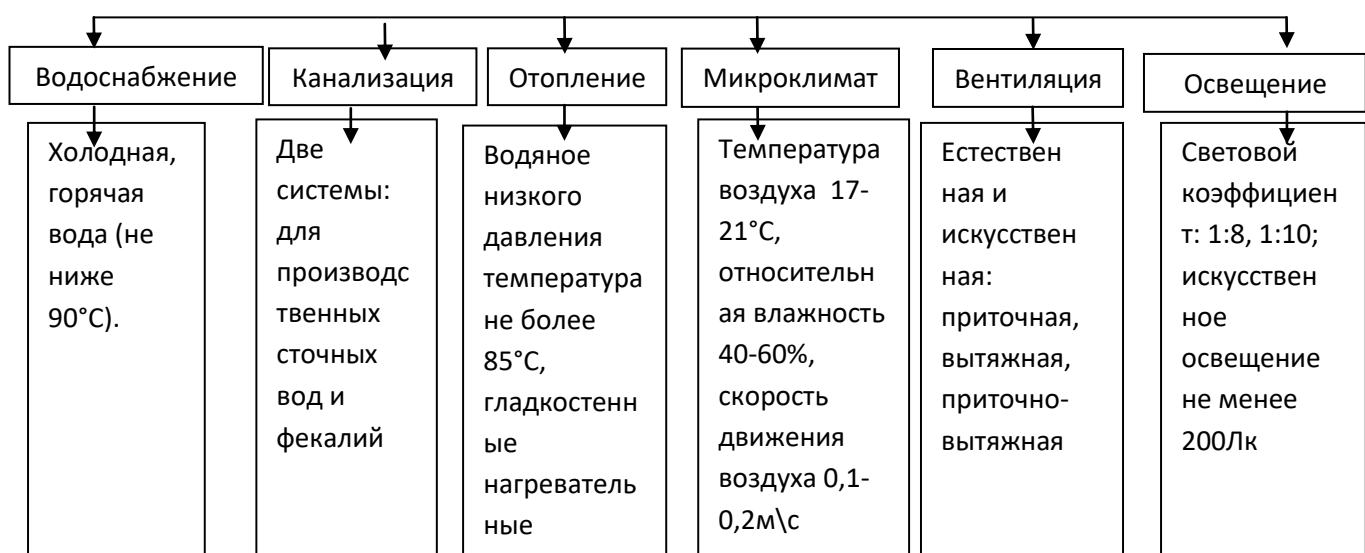 Водоснабжение
Канализация
Отопление
Микроклимат
Вентиляция
Освещение
Холодная,
горячая
вода (не
ниже
90°С).
Две
системы:
для
производс
твенных
сточных
вод и
фекалий
Водяное
низкого
давления
температура
не более
85°С,
гладкостенн
ые
нагреватель
ные
Температура
воздуха 17-
21°С,
относительн
ая влажность
40-60%,
скорость
движения
воздуха 0,1-
0,2м\с
Естествен
ная и
искусствен
ная:
приточная,
вытяжная,
приточно-
вытяжная
Световой
коэффициен
т: 1:8, 1:10;
искусствен
ное
освещение
не менее
200Лк